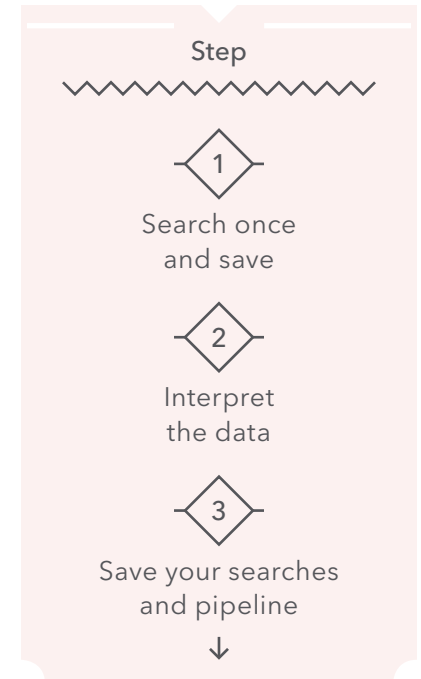 Step
1
Search once
and save
2
Interpret
the data
3
Save your searches
and pipeline